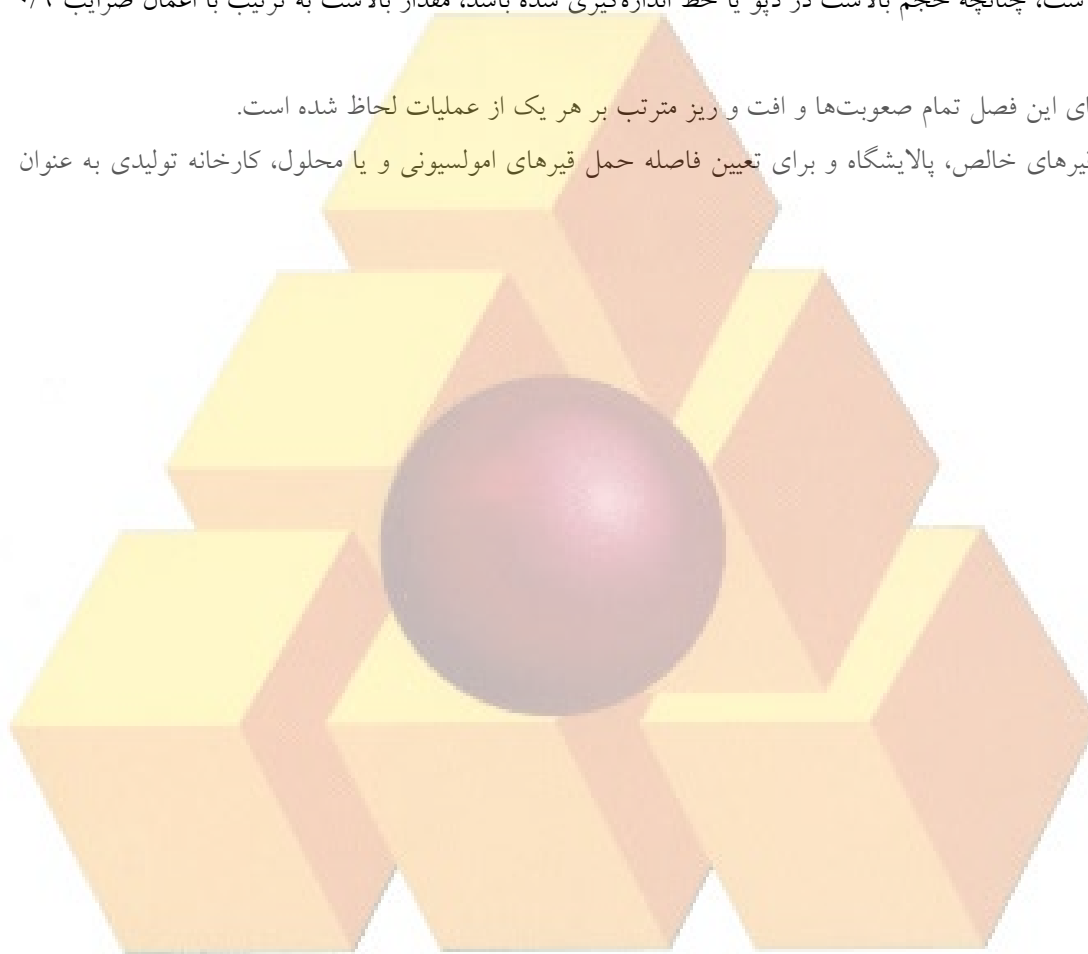 ست، چنانچه حجم بالاست در دپو یا خط اندازه‌گیری شده باشد، مقدار بالاست به ترتیب با اعمال ضرایب
ای این فصل تمام صعوبت‌ها و افت و ریز مترتب بر هر یک از عملیات لحاظ شده است.
قیرهای خالص، پالایشگاه و برای تعیین فاصله حمل قیرهای امولسیونی و یا محلول، کارخانه تولیدی به عنوان